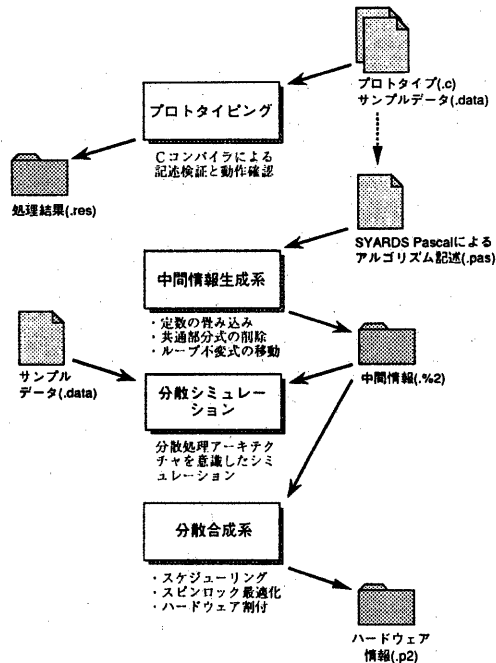 プロトタイプ(.c)
サンプルデータ(.data)
プロトタイピング
Cコンパイラによる
記述検証と動作確認
処理結果(.res)
SYARDS Pascalによる
アルゴリズム記述(.pas)
中間情報生成系
・定数の畳み込み
・共通部分式の削除
・ループ不変式の移動
サンプル
データ(.data)
中間情報(.%2)
分散シミュレー
ション
分散処理アーキテク
チャを意識したシミ
ュレーション
分散合成系
・スケジューリング
・スピンロック最適化
・ハードウェア割付
ハードウェア
情報(.p2)